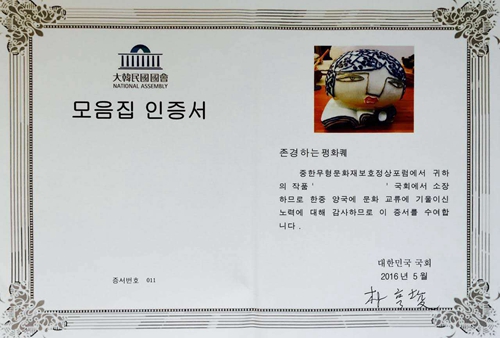 大韓民國國會
NATIONAL ASSEMBLY
모음집 인증서
존경하는 펑화퀘
중한무형문화재보호정상포럼에서 귀하
의 작품 ' ' 국회에서 소장
하므로 한중 양국에 문화 교류에 기울이신
노력에 대해 감사하므로 이 증서를 수여합
니다 .
대한민국 국회
2016 년 5 월
증서번호 011